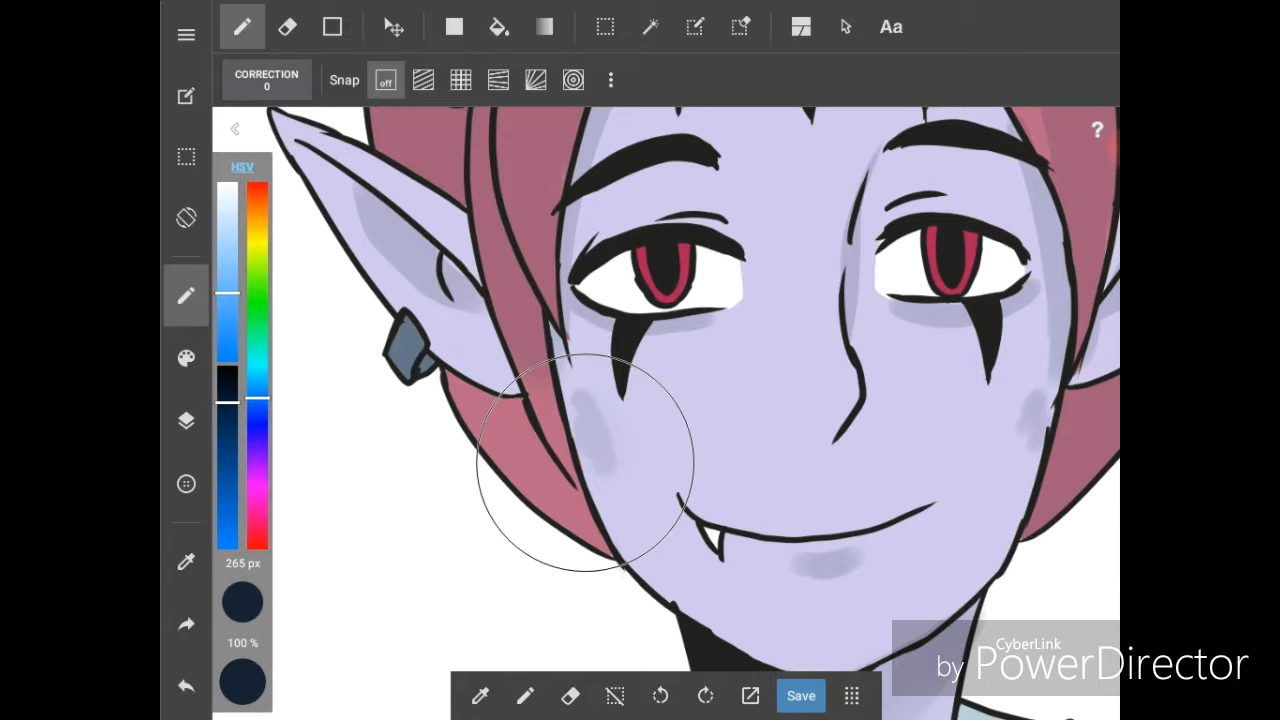 Aa
CORRECTION
0
Snap
off
?
HSV
265 px
100 %
Save
CyberLink
by PowerDirector